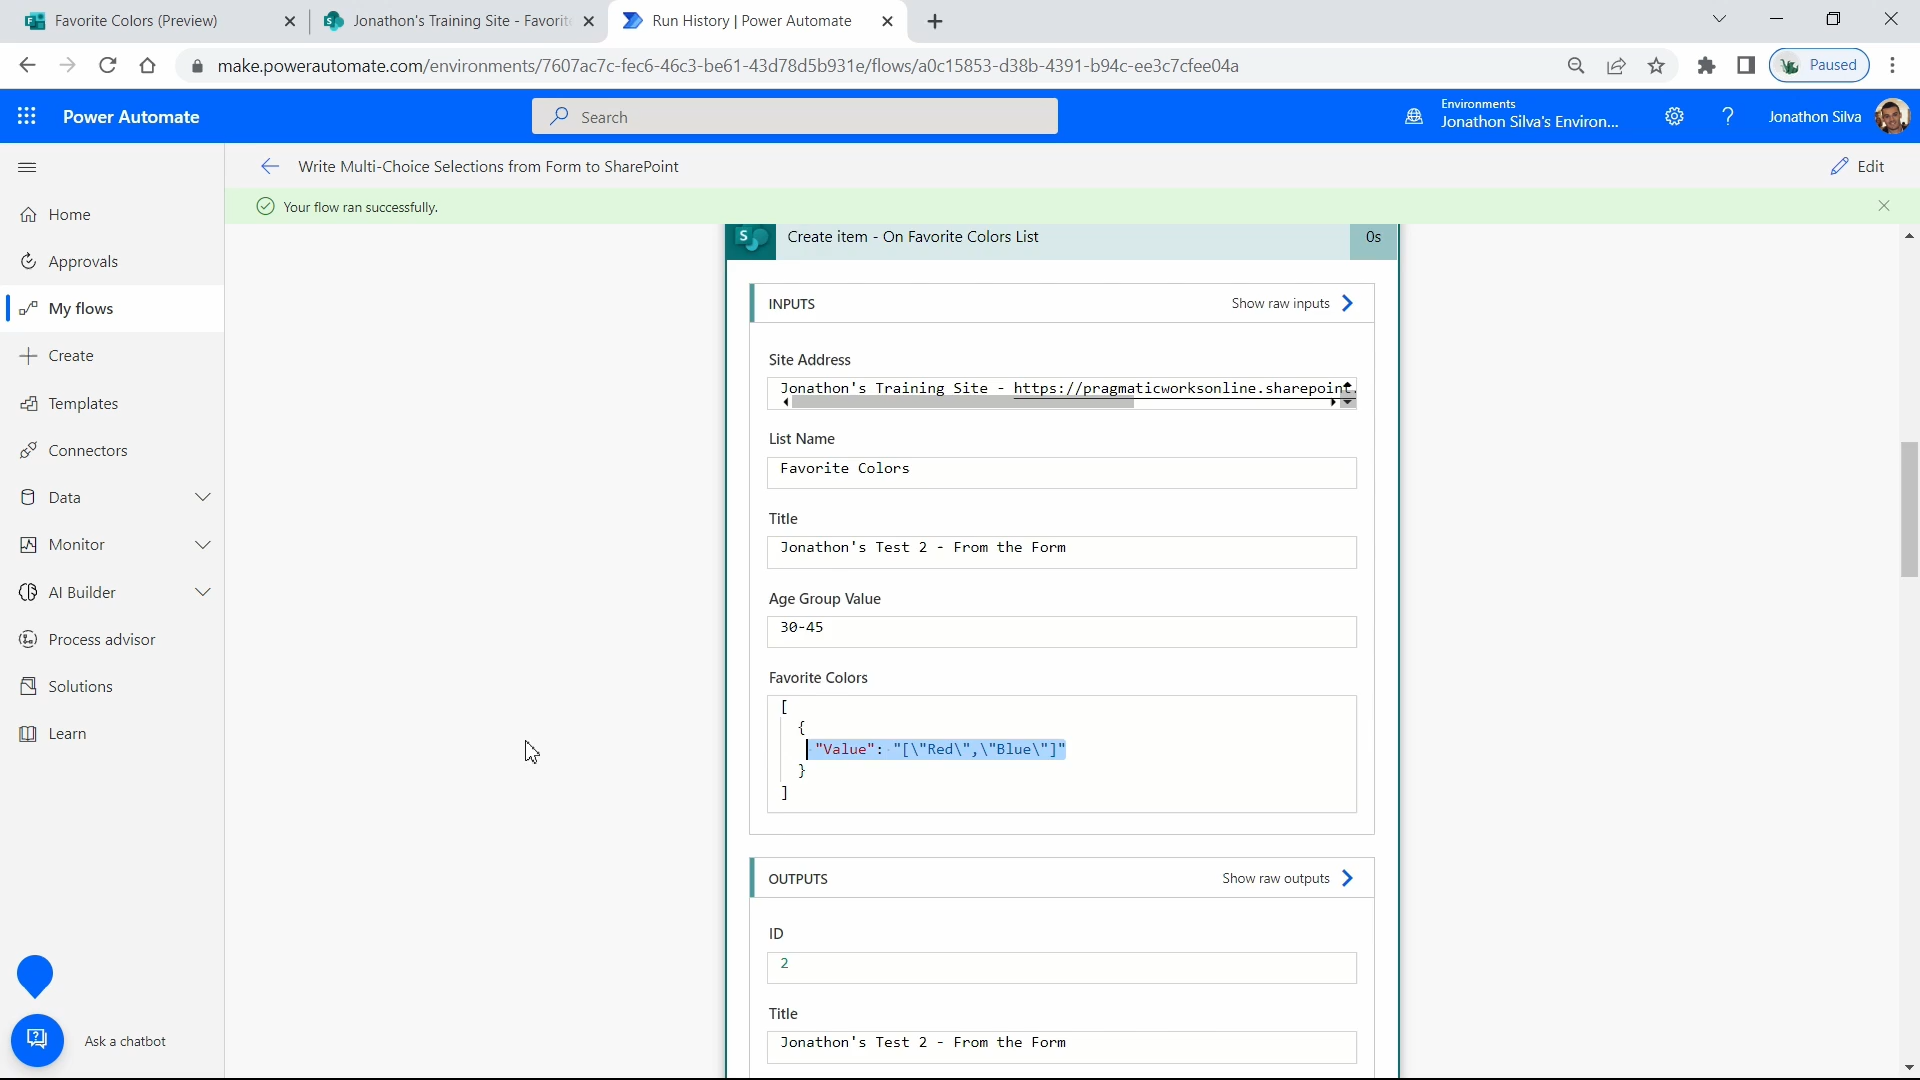 Favorite Colors (Preview)
Jonathon's Training Site - Favorit
Run History | Power Automate
make.powerautomate.com/environments/7607ac7c-fec6-46c3-be61-43d78d5b931e/flows/a0c15853-d38b-4391-b94c-ee3c7cfee04a
Paused
Power Automate
Search
Environments
Jonathon Silva's Environ...
?
Jonathon Silva
Write Multi-Choice Selections from Form to SharePoint
Edit
Your flow ran successfully.
Home
Approvals
My flows
Create
Templates
Connectors
Data
Monitor
AI Builder
Process advisor
Solutions
Learn
Ask a chatbot
S
Create item - On Favorite Colors List
0s
INPUTS
Show raw inputs
Site Address
Jonathon's Training Site - https://pragmaticworksonline.sharepoint.
List Name
Favorite Colors
Title
Jonathon's Test 2 - From the Form
Age Group Value
30-45
Favorite Colors
[
{
"Value": "[\"Red\",\"Blue\"]"
}
]
OUTPUTS
Show raw outputs
ID
2
Title
Jonathon's Test 2 - From the Form